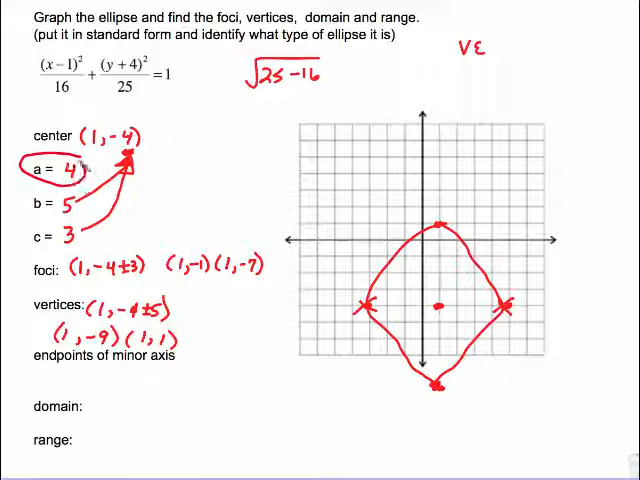 Graph the ellipse and find the foci, vertices, domain and range.
(put it in standard form and identify what type of ellipse it is)
VE
(x−1)²/16 + (y+4)²/25 = 1
√25−16
center (1,−4)
a = 4
b = 5
c = 3
foci: (1,−4±3) (1,−1)(1,−7)
vertices: (1,−4±5)
(1,−9)(1,1)
endpoints of minor axis
domain:
range: